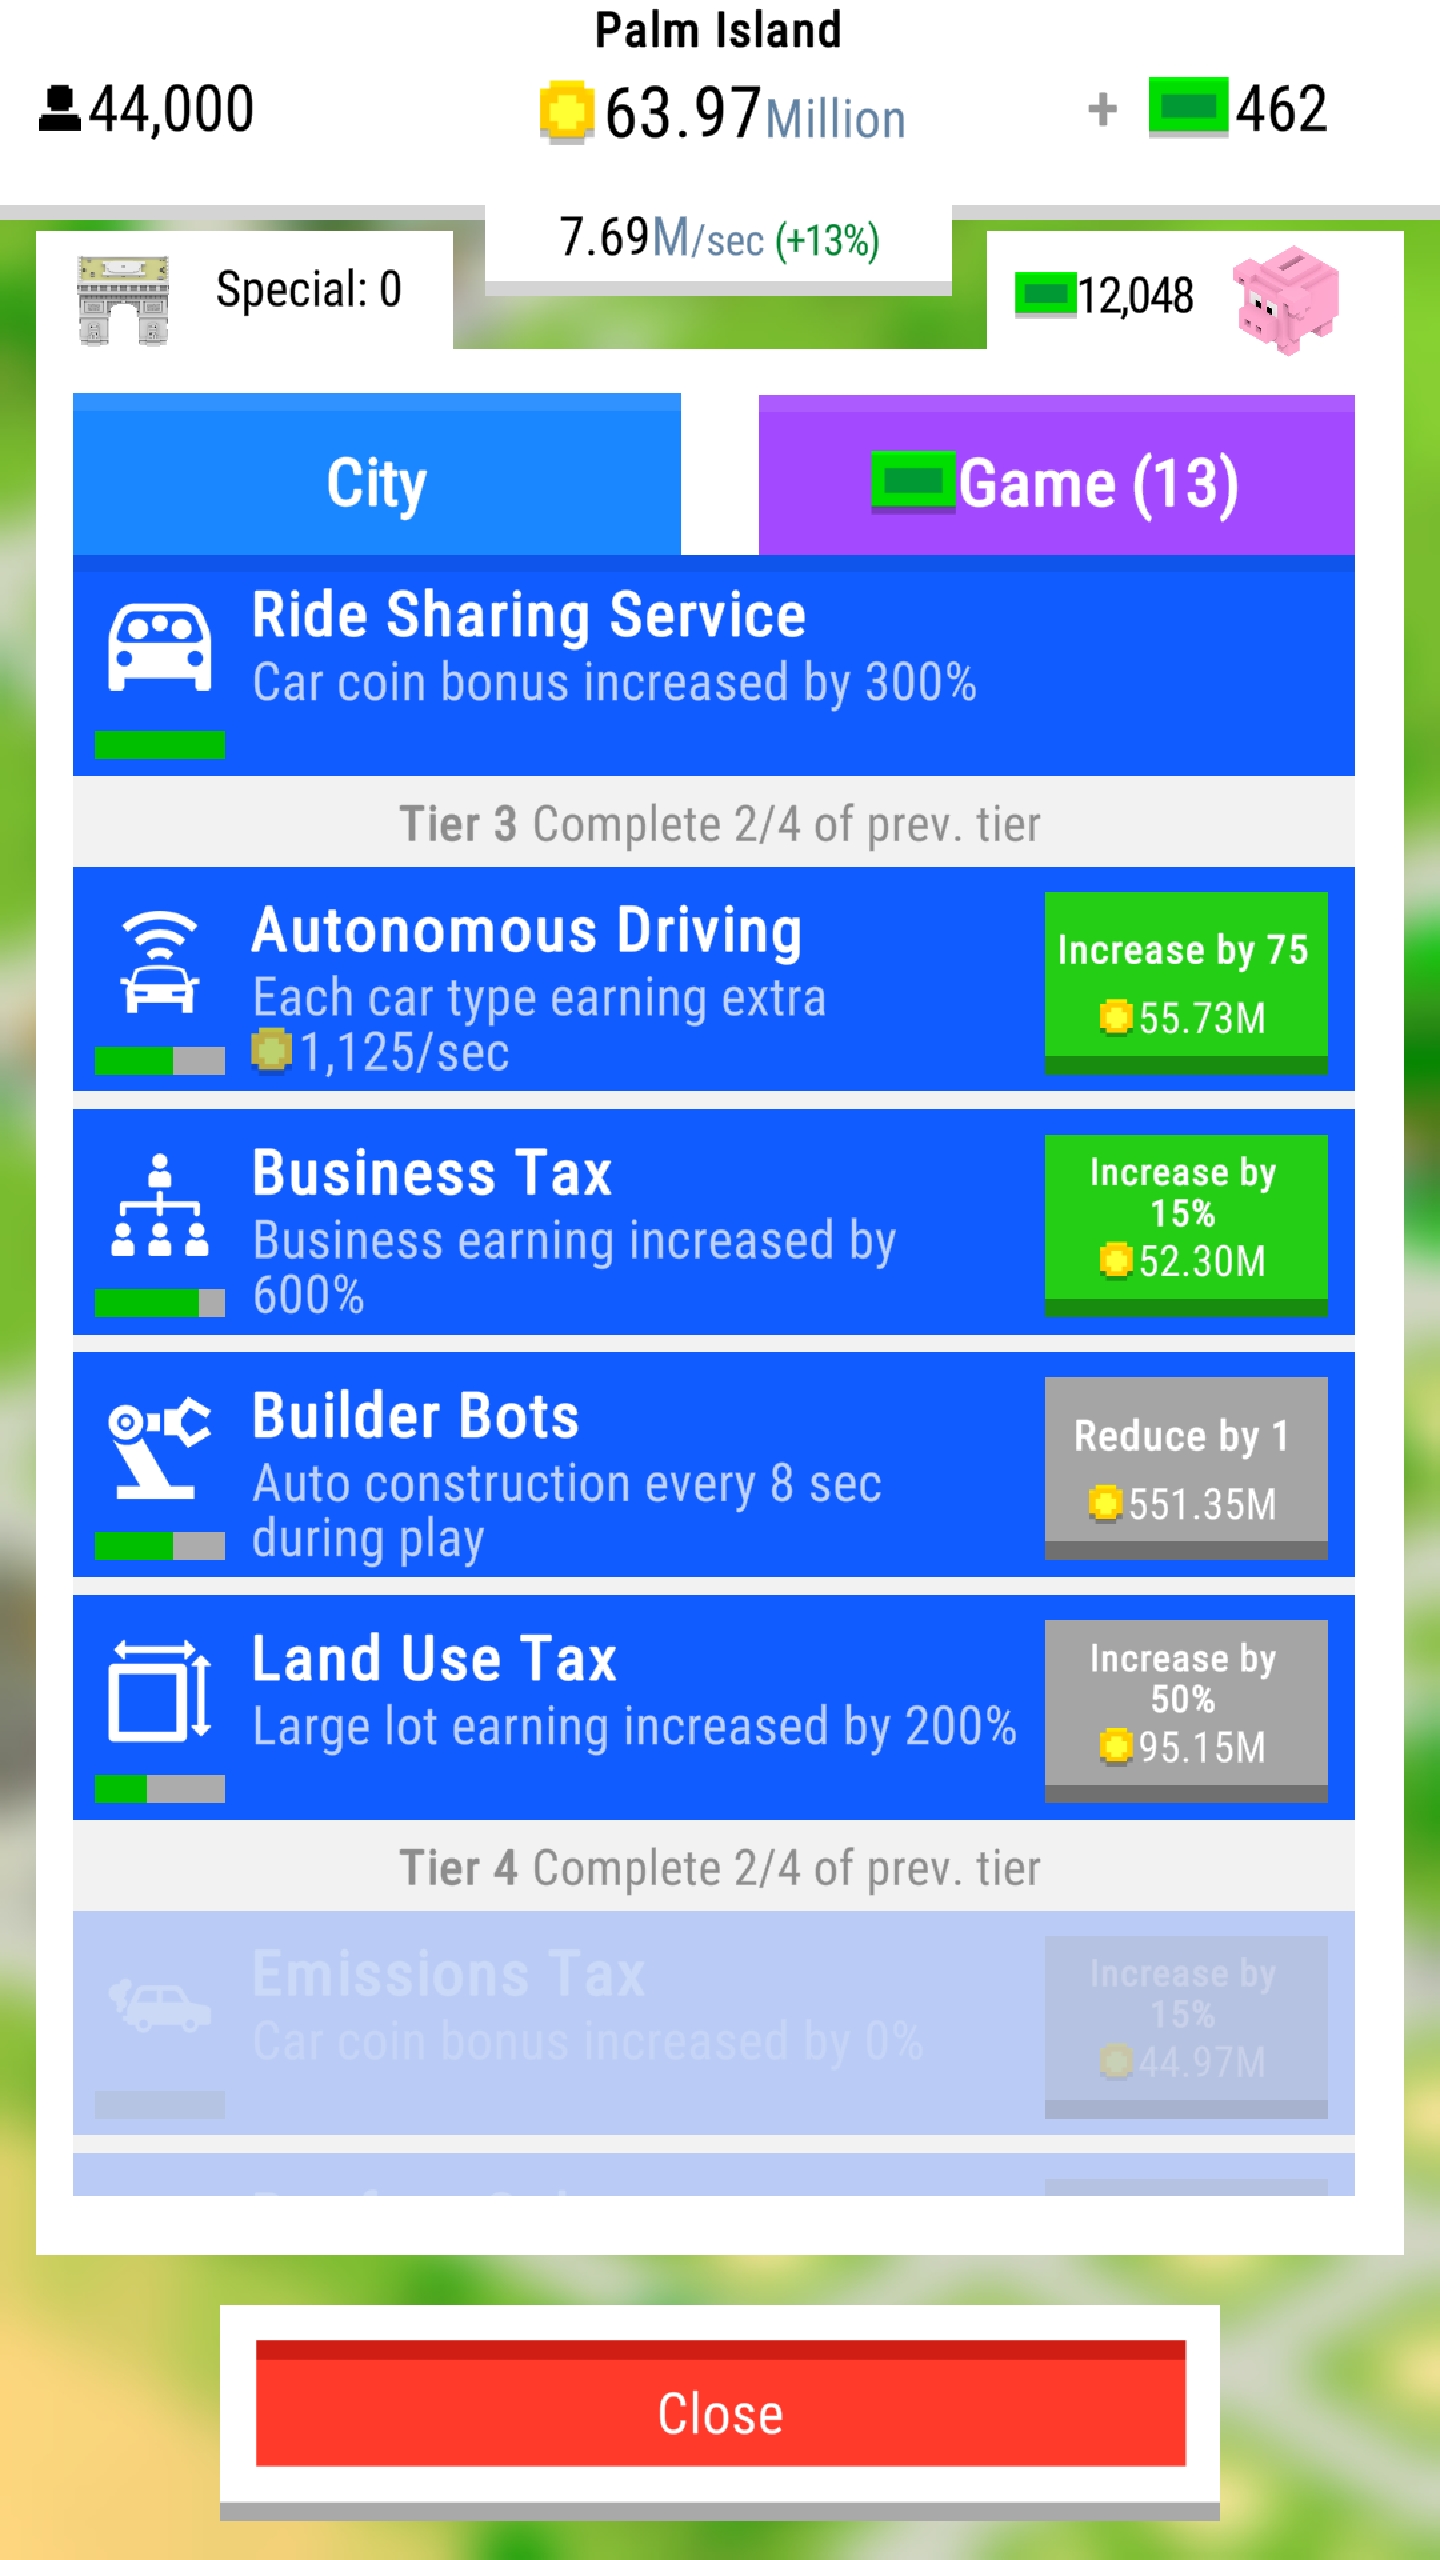 Palm Island
44,000
63.97Million
+ 462
7.69M/sec (+13%)
Special: 0
12,048
City
Game (13)
Ride Sharing Service
Car coin bonus increased by 300%
Tier 3 Complete 2/4 of prev. tier
Autonomous Driving
Each car type earning extra
1,125/sec
Increase by 75
55.73M
Business Tax
Business earning increased by
600%
Increase by
15%
52.30M
Builder Bots
Auto construction every 8 sec
during play
Reduce by 1
551.35M
Land Use Tax
Large lot earning increased by 200%
Increase by
50%
95.15M
Tier 4 Complete 2/4 of prev. tier
Emissions Tax
Car coin bonus increased by 0%
Increase by
15%
44.97M
Close